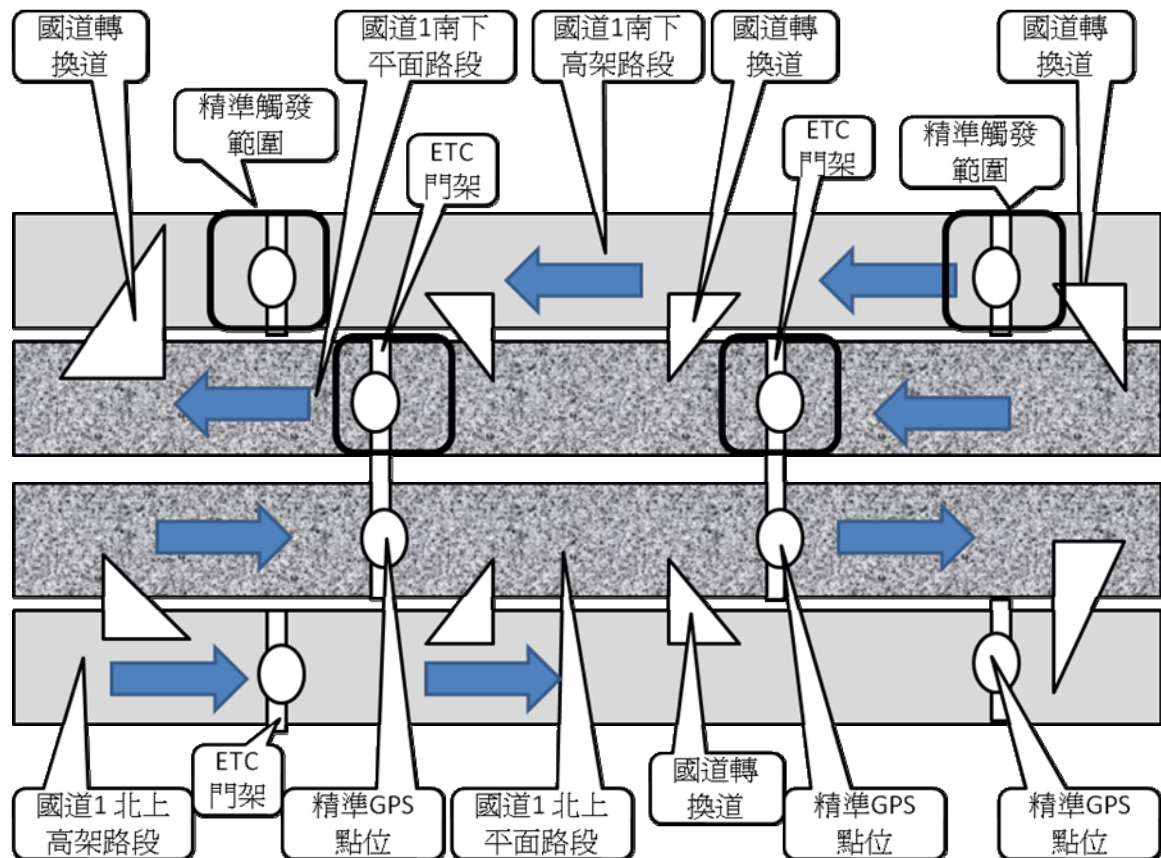 國道轉
換道
國道1南下
平面路段
國道1南下
高架路段
國道轉
換道
國道轉
換道
精準觸發
範圍
ETC
門架
ETC
門架
精準觸發
範圍
ETC
門架
國道轉
換道
國道1 北上
高架路段
精準GPS
點位
國道1 北上
平面路段
精準GPS
點位
精準GPS
點位